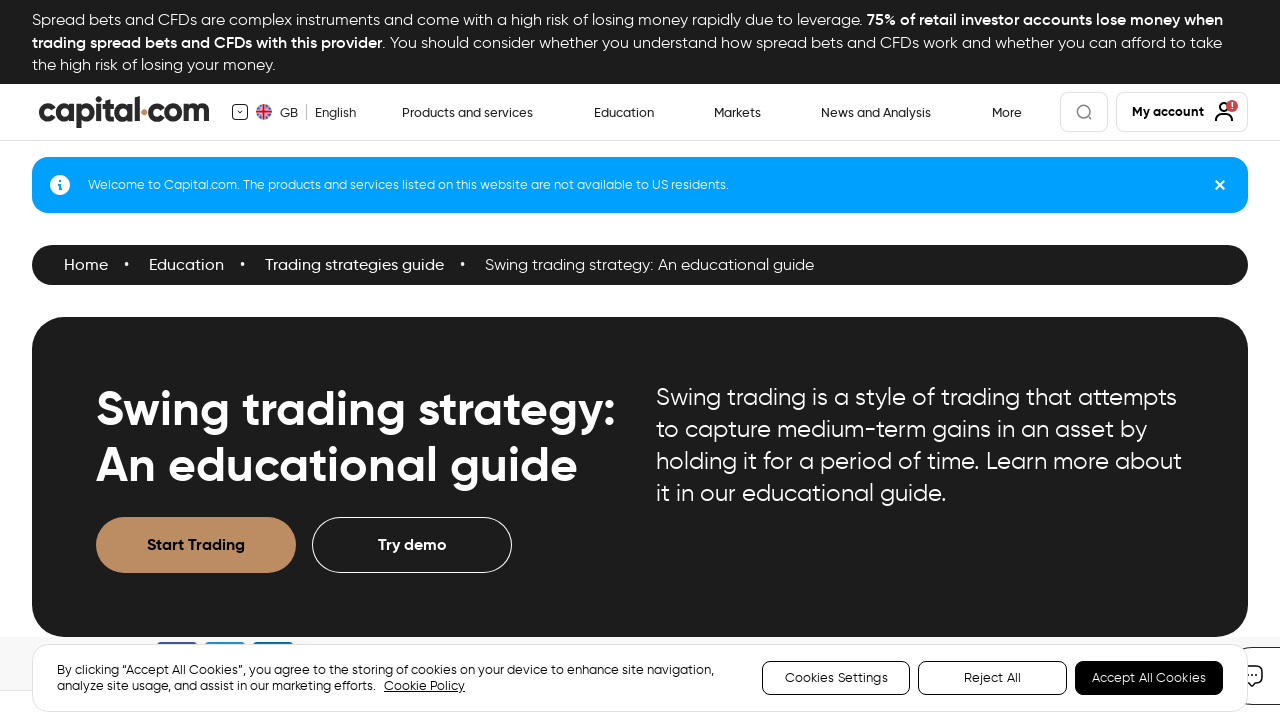 Spread bets and CFDs are complex instruments and come with a high risk of losing money rapidly due to leverage. 75% of retail investor accounts lose money when
trading spread bets and CFDs with this provider. You should consider whether you understand how spread bets and CFDs work and whether you can afford to take
the high risk of losing your money.
capital.com GB English Products and services Education Markets News and Analysis More My account
Welcome to Capital.com. The products and services listed on this website are not available to US residents.
Home • Education • Trading strategies guide • Swing trading strategy: An educational guide
Swing trading strategy:
An educational guide
Swing trading is a style of trading that attempts
to capture medium-term gains in an asset by
holding it for a period of time. Learn more about
it in our educational guide.
Start Trading Try demo
By clicking “Accept All Cookies”, you agree to the storing of cookies on your device to enhance site navigation,
analyze site usage, and assist in our marketing efforts. Cookie Policy
Cookies Settings Reject All Accept All Cookies